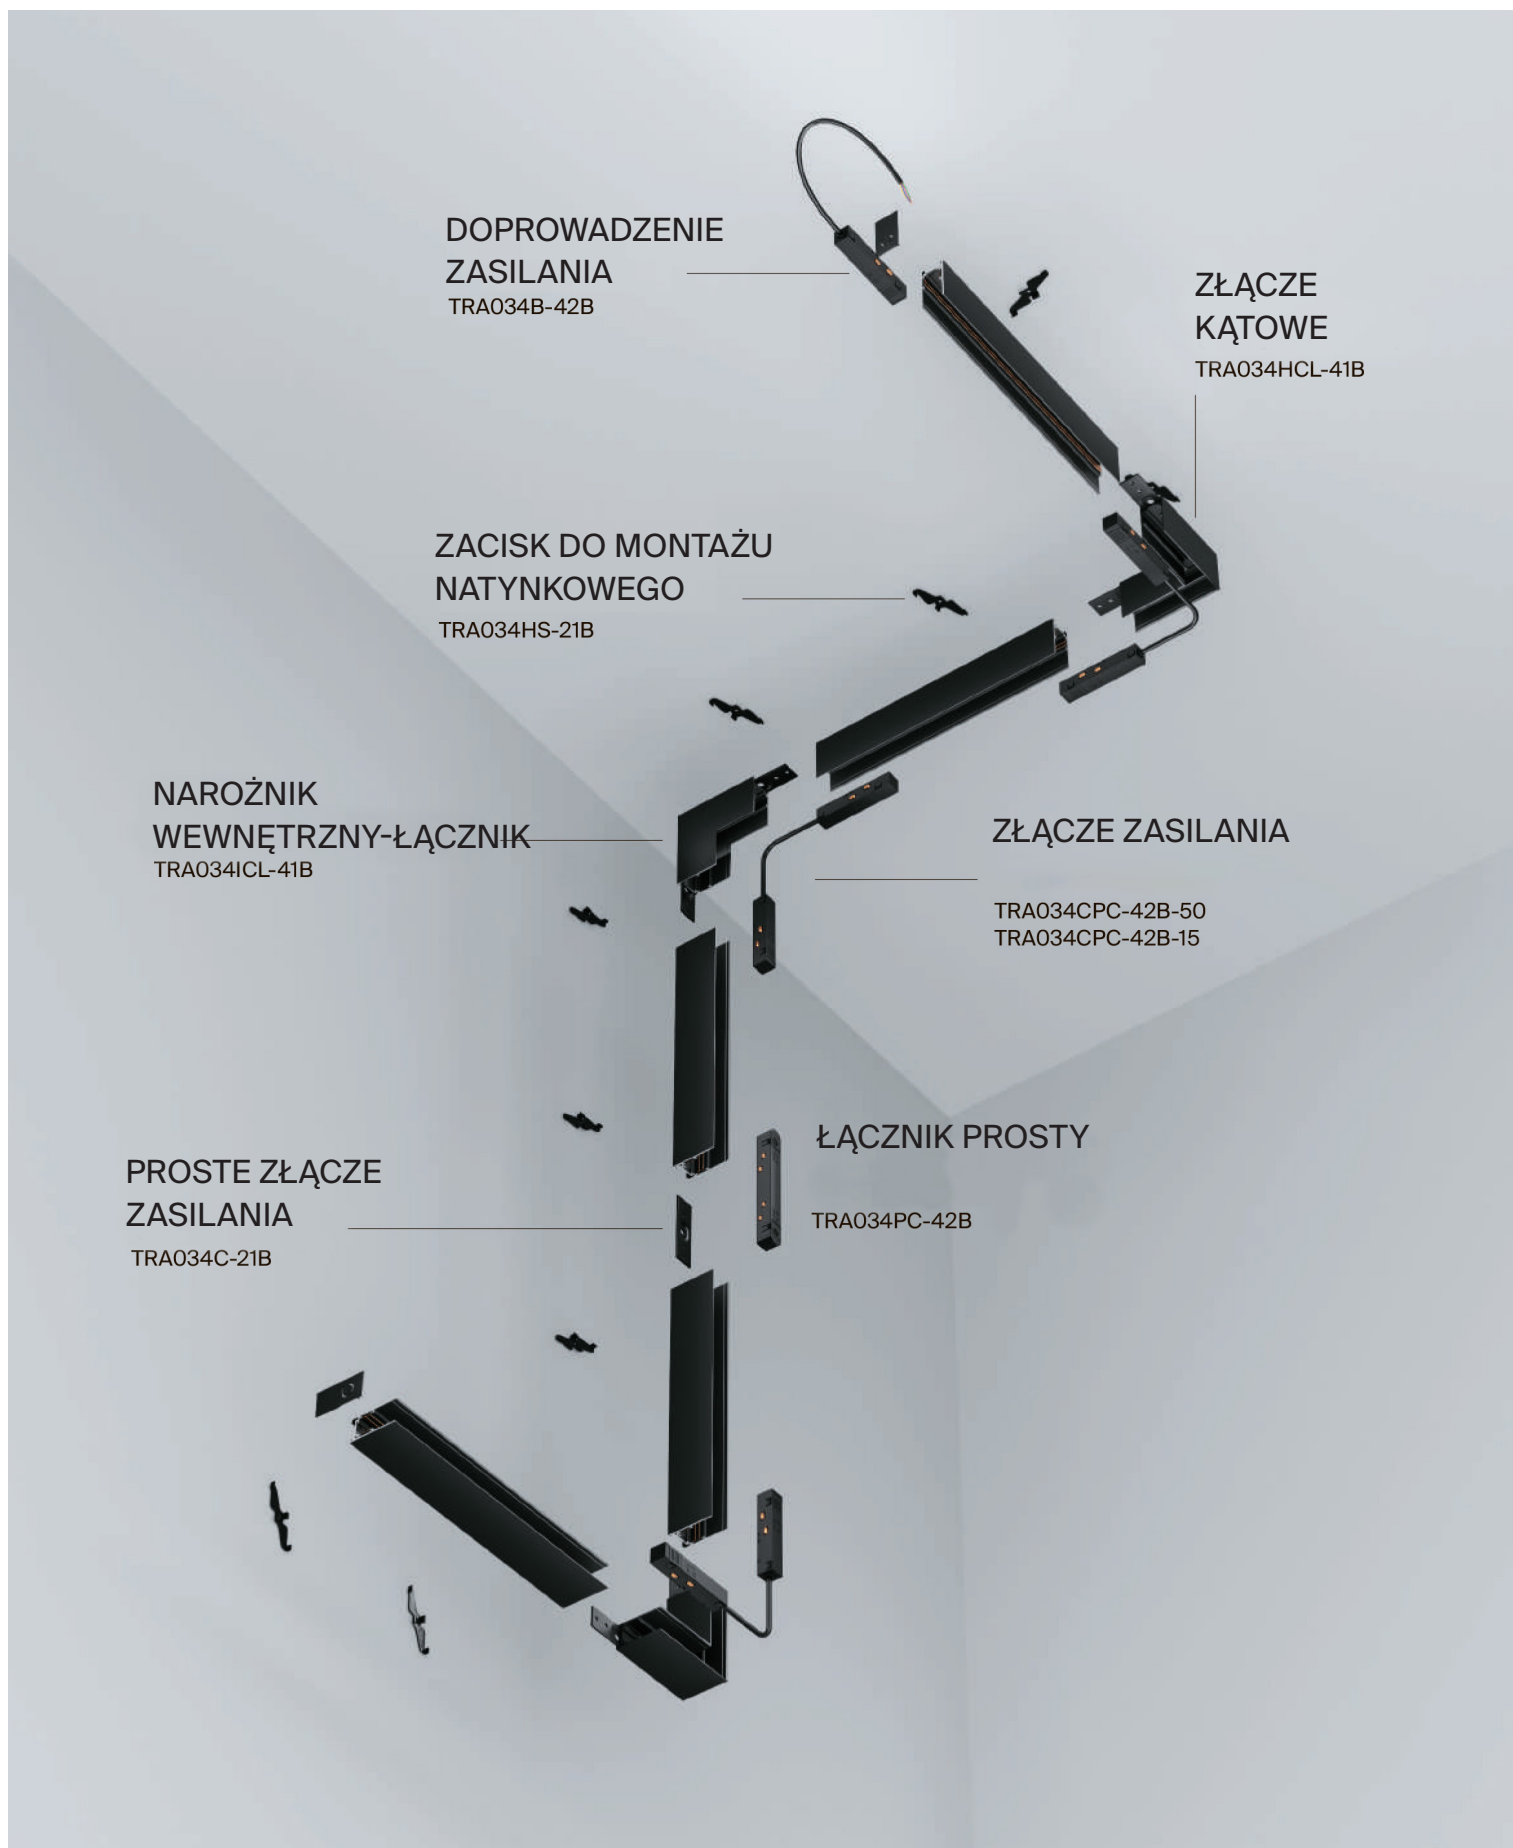 DOPROWADZENIE
ZASILANIA
TRA034B-42B
ZŁĄCZE
KĄTOWE
TRA034HCL-41B
ZACISK DO MONTAŻU
NATYNKOWEGO
TRA034HS-21B
NAROŻNIK
WEWNĘTRZNY-ŁĄCZNIK
TRA034ICL-41B
ZŁĄCZE ZASILANIA
TRA034CPC-42B-50
TRA034CPC-42B-15
ŁĄCZNIK PROSTY
TRA034PC-42B
PROSTE ZŁĄCZE
ZASILANIA
TRA034C-21B